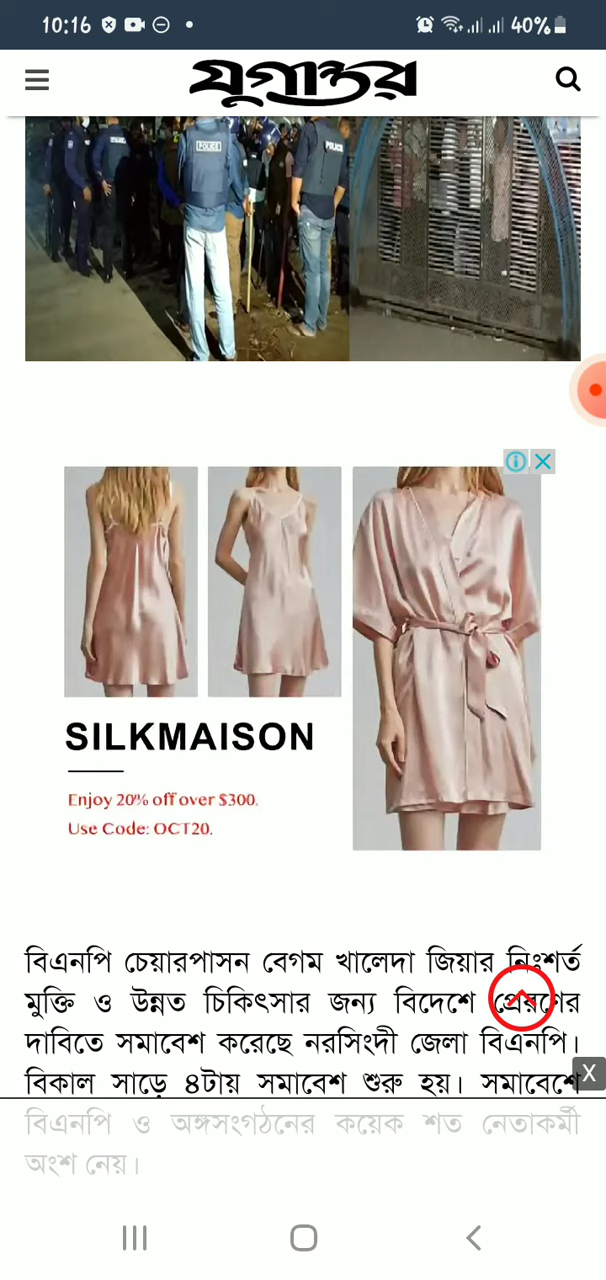 10:16
40%
যুগান্তর
POLICE
POLICE
SILKMAISON
Enjoy 20% off over $300.
Use Code: OCT20.
বিএনপি চেয়ারপাসন বেগম খালেদা জিয়ার নিঃশর্ত
মুক্তি ও উন্নত চিকিৎসার জন্য বিদেশে প্রেরণের
দাবিতে সমাবেশ করেছে নরসিংদী জেলা বিএনপি।
X
বিকাল সাড়ে ৪টায় সমাবেশ শুরু হয়। সমাবেশে
বিএনপি ও অঙ্গসংগঠনের কয়েক শত নেতাকর্মী
অংশ নেয়।